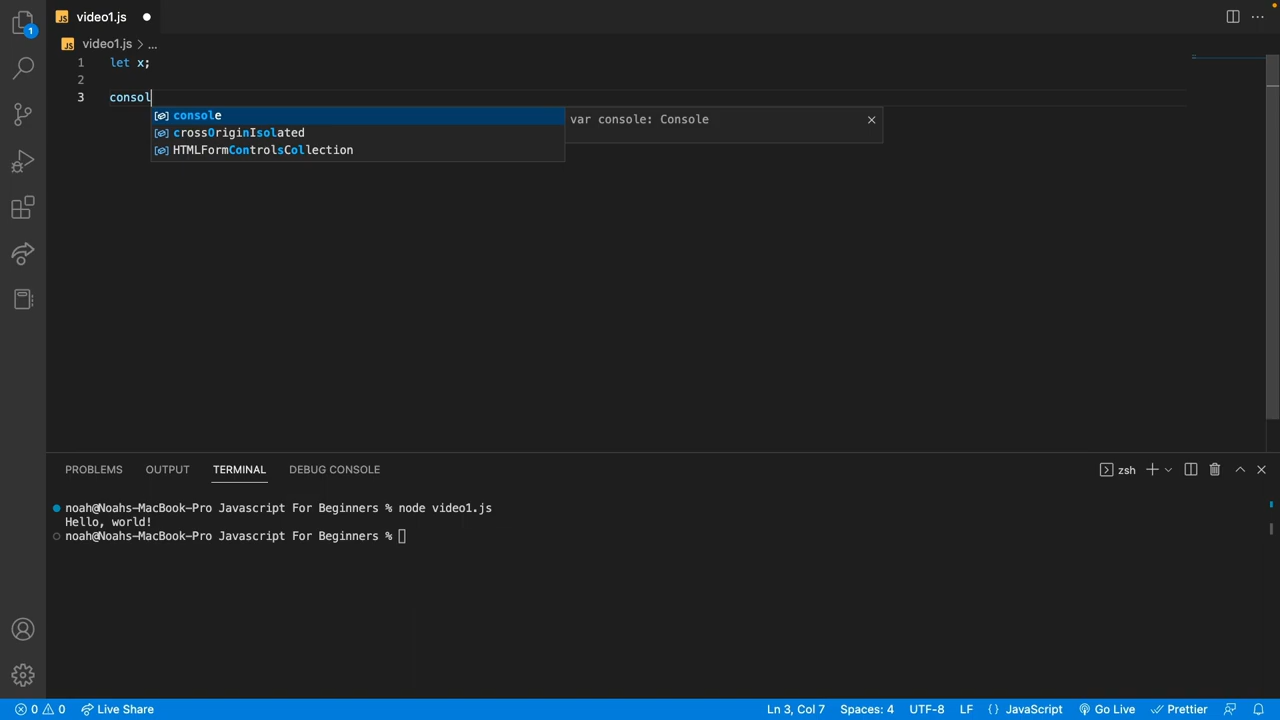 JS video1.js
1
JS video1.js > ...
1 let x;
2
3 consol
console
var console: Console
crossOriginIsolated
HTMLFormControlsCollection
PROBLEMS OUTPUT TERMINAL DEBUG CONSOLE
zsh
noah@Noahs-MacBook-Pro Javascript For Beginners % node video1.js
Hello, world!
noah@Noahs-MacBook-Pro Javascript For Beginners %
0 0 Live Share Ln 3, Col 7 Spaces: 4 UTF-8 LF {} JavaScript Go Live Prettier